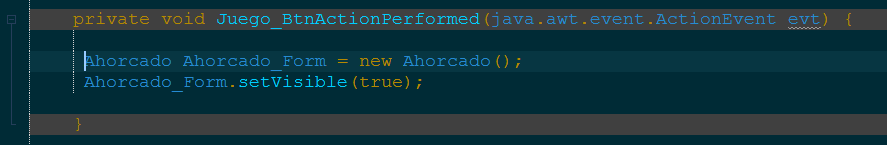 private void Juego_BtnActionPerformed(java.awt.event.ActionEvent evt) {
Ahorcado Ahorcado_Form = new Ahorcado();
Ahorcado_Form.setVisible(true);
}